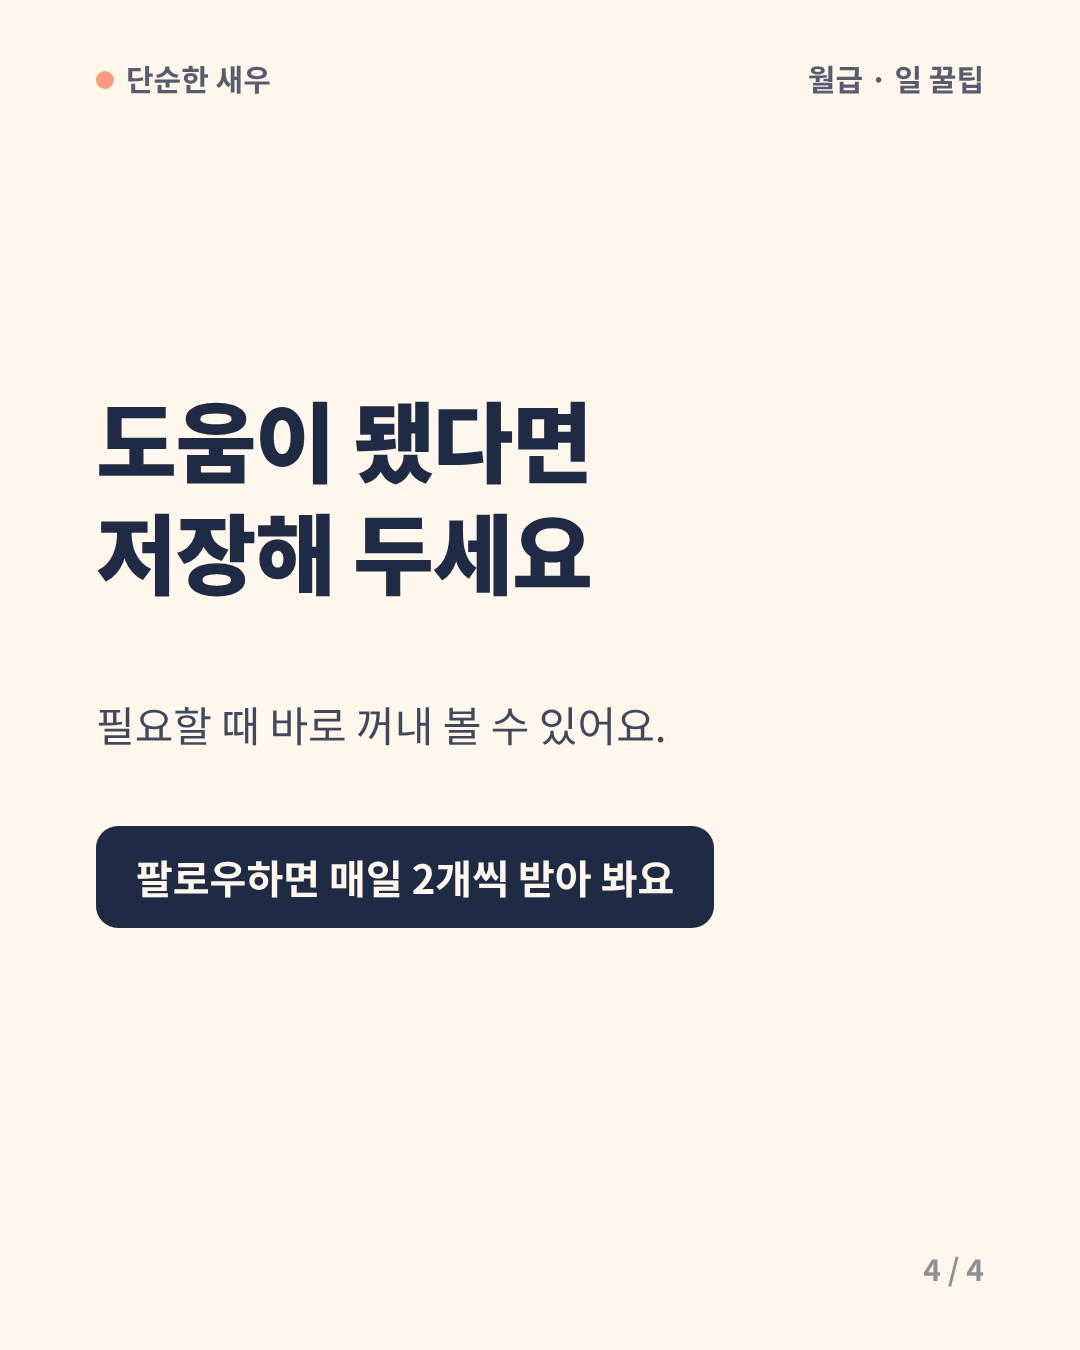 단순한 새우
월급 · 일 꿀팁
도움이 됐다면
저장해 두세요
필요할 때 바로 꺼내 볼 수 있어요.
팔로우하면 매일 2개씩 받아 봐요
4 / 4